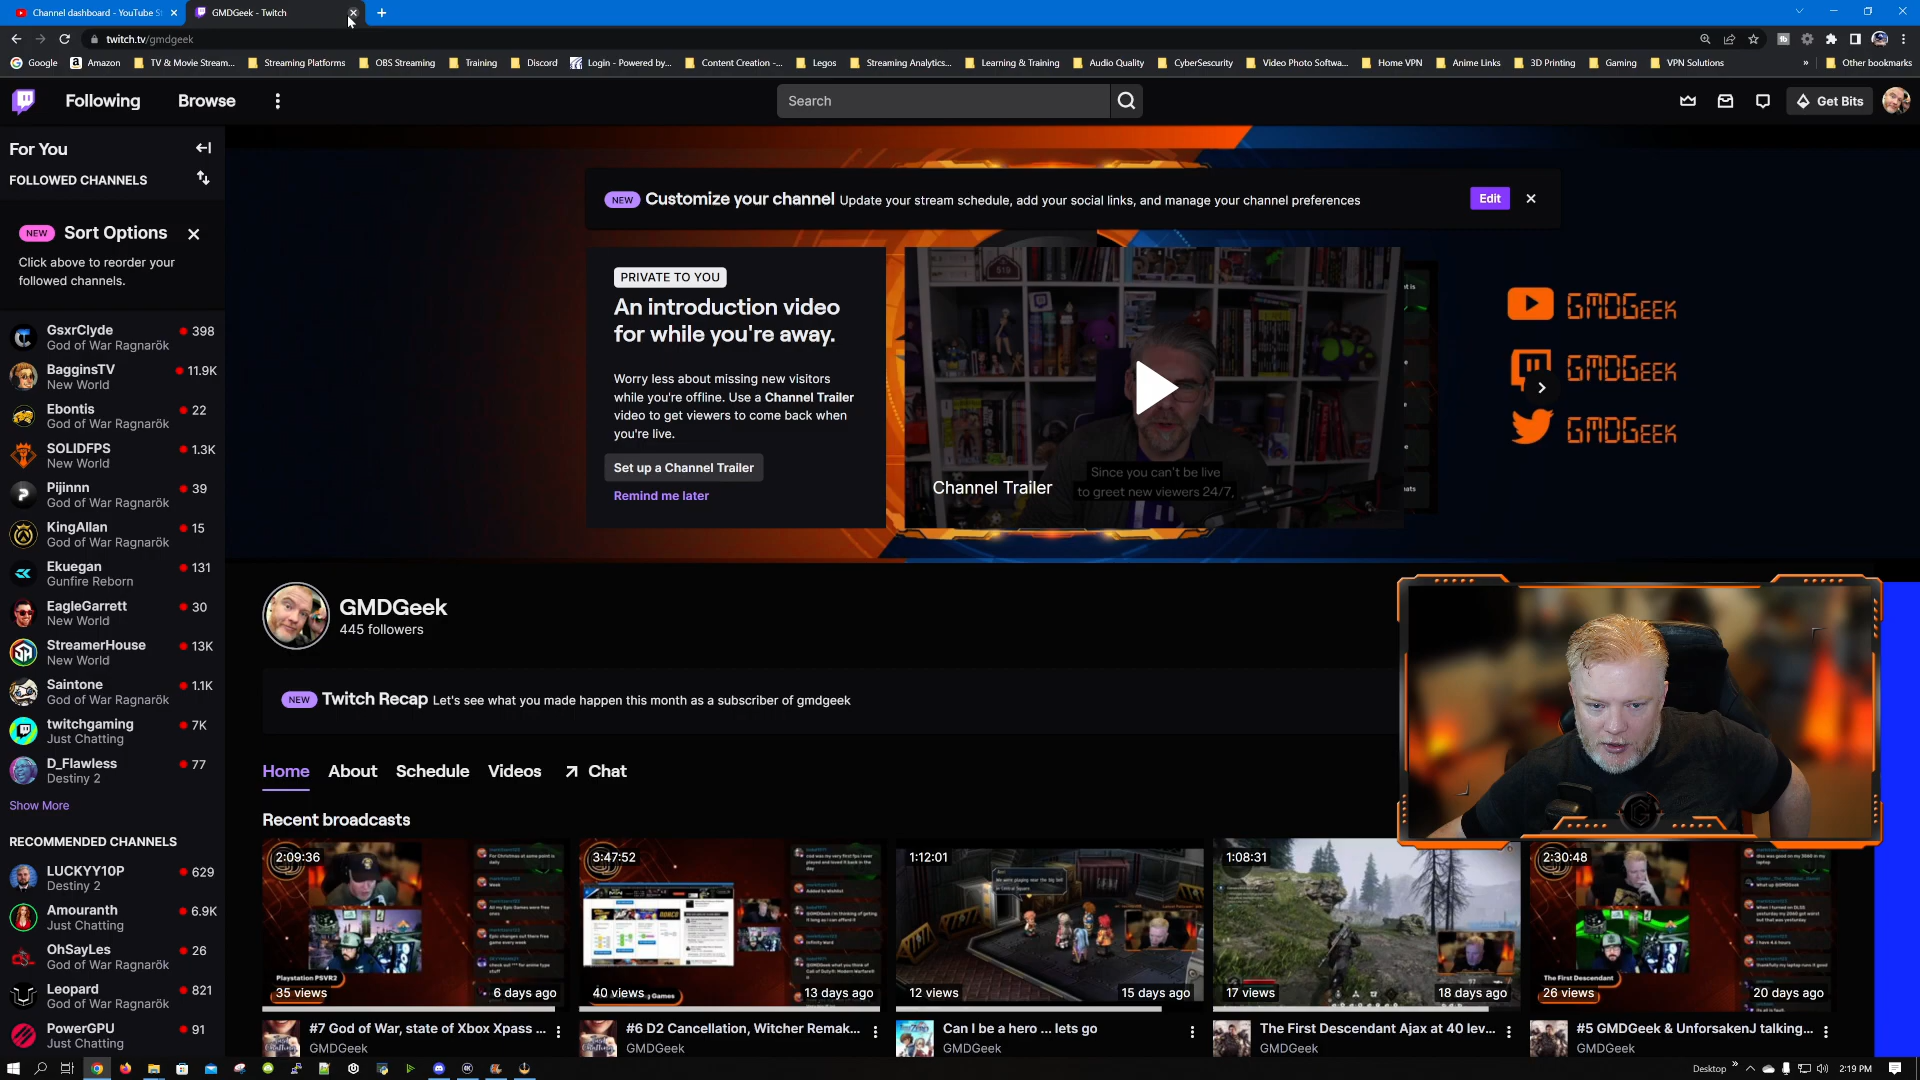 Channel dashboard - YouTube St
GMDGeek - Twitch
twitch.tv/gmdgeek
Google
Amazon
TV & Movie Stream...
Streaming Platforms
OBS Streaming
Training
Discord
Login - Powered by...
Content Creation -...
Legos
Streaming Analytics...
Learning & Training
Audio Quality
CyberSescurity
Video Photo Softwa...
Home VPN
Anime Links
3D Printing
Gaming
VPN Solutions
Other bookmarks
Following
Browse
Search
Get Bits
For You
FOLLOWED CHANNELS
NEW Sort Options
Click above to reorder your
followed channels.
GsxrClyde 398
God of War Ragnarök
BagginsTV 11.9K
New World
Ebontis 22
God of War Ragnarök
SOLIDFPS 1.3K
New World
Pijinnn 39
God of War Ragnarök
KingAllan 15
God of War Ragnarök
Ekuegan 131
Gunfire Reborn
EagleGarrett 30
New World
StreamerHouse 13K
New World
Saintone 1.1K
God of War Ragnarök
twitchgaming 7K
Just Chatting
D_Flawless 77
Destiny 2
Show More
RECOMMENDED CHANNELS
LUCKYY10P 629
Destiny 2
Amouranth 6.9K
Just Chatting
OhSayLes 26
God of War Ragnarök
Leopard 821
God of War Ragnarök
PowerGPU 91
Just Chatting
NEW Customize your channel Update your stream schedule, add your social links, and manage your channel preferences
Edit
PRIVATE TO YOU
An introduction video
for while you're away.
Worry less about missing new visitors
while you're offline. Use a Channel Trailer
video to get viewers to come back when
you're live.
Set up a Channel Trailer
Remind me later
Channel Trailer
Since you can't be live
to greet new viewers 24/7,
GMDGeek
GMDGeek
GMDGeek
GMDGeek
445 followers
NEW Twitch Recap Let's see what you made happen this month as a subscriber of gmdgeek
Home
About
Schedule
Videos
Chat
Recent broadcasts
2:09:36
Playstation PSVR2
35 views
6 days ago
#7 God of War, state of Xbox Xpass ...
GMDGeek
3:47:52
40 views
13 days ago
#6 D2 Cancellation, Witcher Remak...
GMDGeek
1:12:01
12 views
15 days ago
Can I be a hero ... lets go
GMDGeek
1:08:31
17 views
18 days ago
The First Descendant Ajax at 40 lev...
GMDGeek
2:30:48
The First Descendant
26 views
20 days ago
#5 GMDGeek & UnforsakenJ talking...
GMDGeek
Desktop
2:19 PM